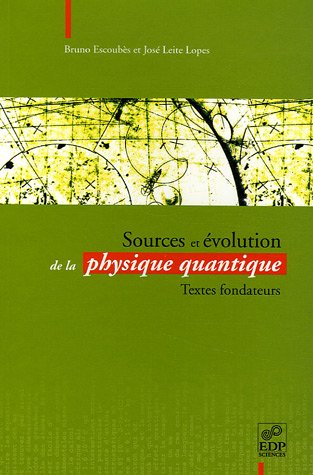 Bruno Escoubès et José Leite Lopes
Sources et évolution
de la physique quantique
Textes fondateurs
EDP
SCIENCES